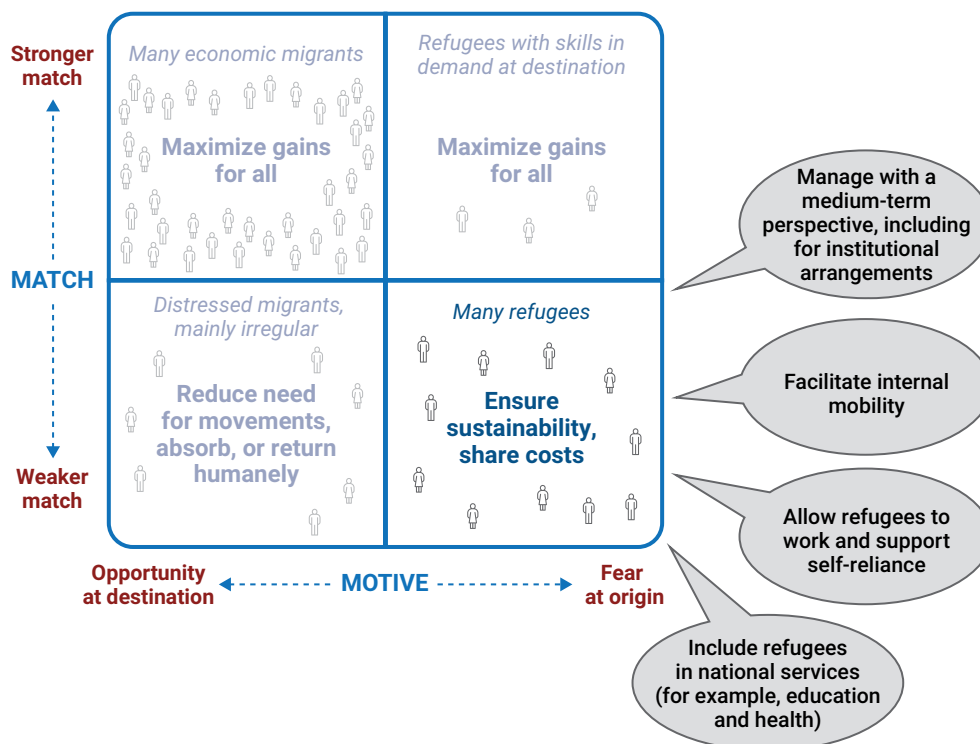 Stronger
match
MATCH
Weaker
match
Many economic migrants
Maximize gains
for all
Refugees with skills in
demand at destination
Maximize gains
for all
Distressed migrants,
mainly irregular
Reduce need
for movements,
absorb, or return
humanely
Many refugees
Ensure
sustainability,
share costs
Opportunity
at destination
MOTIVE
Fear
at origin
Manage with a
medium-term
perspective, including
for institutional
arrangements
Facilitate internal
mobility
Allow refugees to
work and support
self-reliance
Include refugees
in national services
(for example, education
and health)